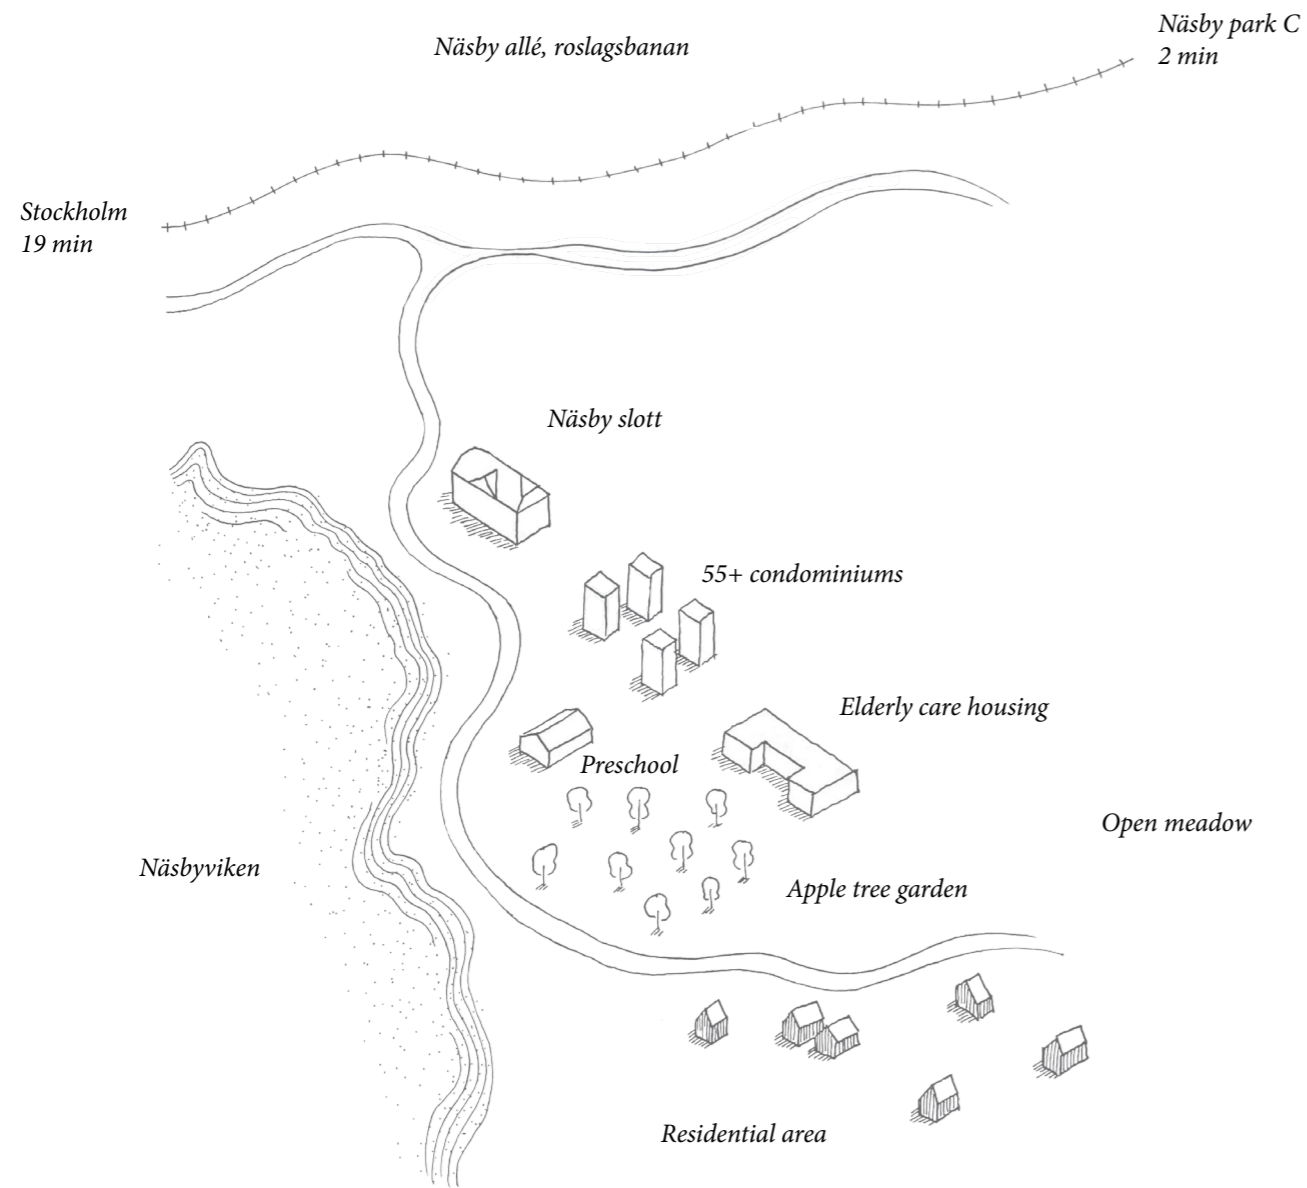 Näsby park C
2 min
Näsby allé, roslagsbanan
Stockholm
19 min
Näsby slott
55+ condominiums
Elderly care housing
Preschool
Open meadow
Näsbyviken
Apple tree garden
Residential area